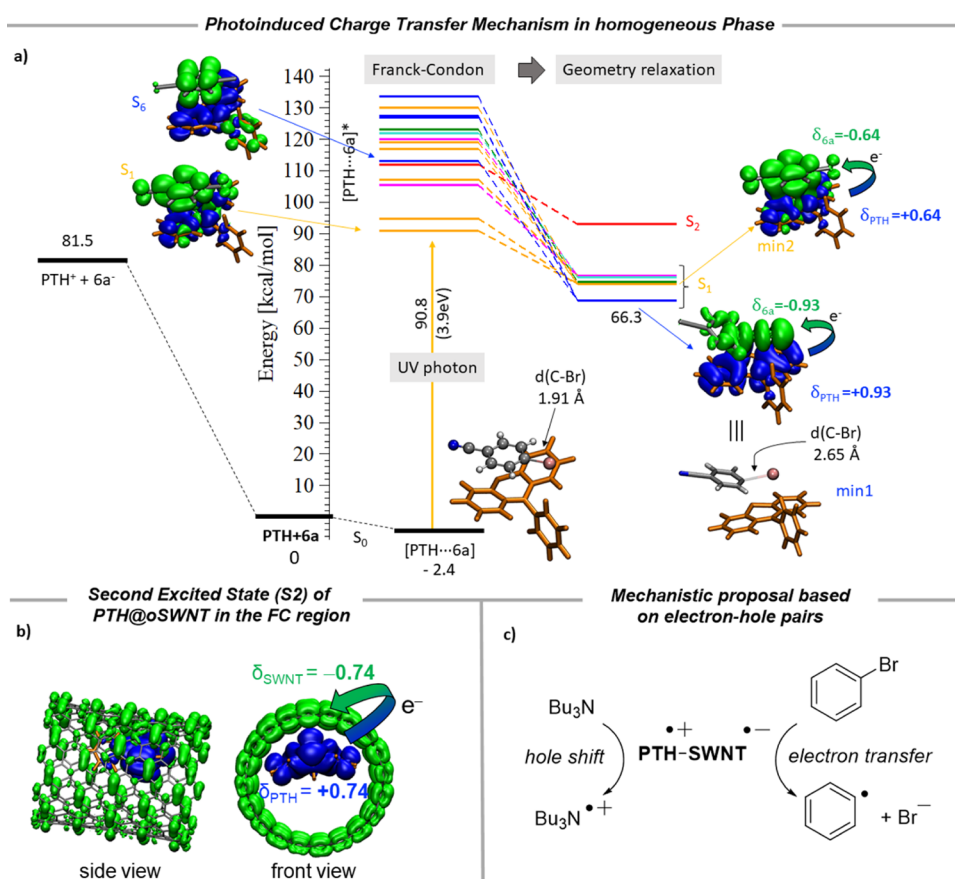 Photoinduced Charge Transfer Mechanism in homogeneous Phase
a)
Franck-Condon
Geometry relaxation
Energy [kcal/mol]
140
130
120
110
100
90
80
70
60
50
40
30
20
10
0
[PTH···6a]*
S6
S1
81.5
PTH+ + 6a-
90.8
(3.9eV)
UV photon
d(C-Br)
1.91 Å
PTH+6a
S0
[PTH···6a]
- 2.4
S2
S1
66.3
δ6a=-0.64
e-
δPTH=+0.64
min2
δ6a=-0.93
e-
δPTH=+0.93
d(C-Br)
2.65 Å
min1
Second Excited State (S2) of
PTH@oSWNT in the FC region
b)
δSWNT= −0.74
e−
δPTH= +0.74
side view
front view
Mechanistic proposal based
on electron-hole pairs
c)
Br
Bu3N
•+ •−
PTH–SWNT
hole shift
electron transfer
Bu3N•+
• + Br−